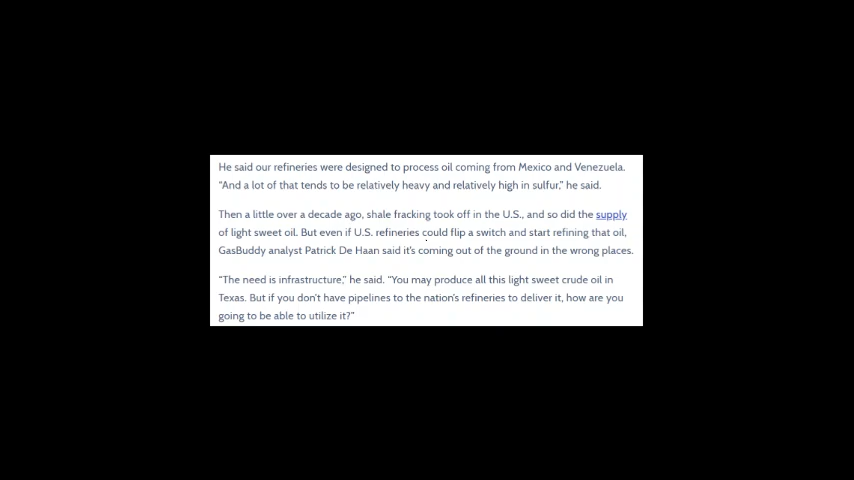 He said our refineries were designed to process oil coming from Mexico and Venezuela.
"And a lot of that tends to be relatively heavy and relatively high in sulfur," he said.
Then a little over a decade ago, shale fracking took off in the U.S., and so did the supply
of light sweet oil. But even if U.S. refineries could flip a switch and start refining that oil,
GasBuddy analyst Patrick De Haan said it's coming out of the ground in the wrong places.
"The need is infrastructure," he said. "You may produce all this light sweet crude oil in
Texas. But if you don't have pipelines to the nation's refineries to deliver it, how are you
going to be able to utilize it?"